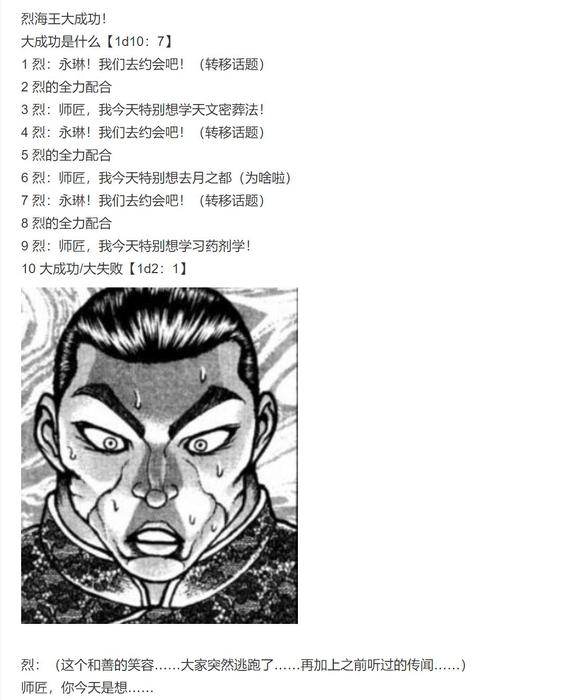 烈海王大成功！
大成功是什么【1d10：7】
1 烈：永琳！我们去约会吧！（转移话题）
2 烈的全力配合
3 烈：师匠，我今天特别想学天文密葬法！
4 烈：永琳！我们去约会吧！（转移话题）
5 烈的全力配合
6 烈：师匠，我今天特别想去月之都（为啥啦）
7 烈：永琳！我们去约会吧！（转移话题）
8 烈的全力配合
9 烈：师匠，我今天特别想学习药剂学！
10 大成功/大失败【1d2：1】
烈：（这个和善的笑容……大家突然逃跑了……再加上之前听过的传闻……）
师匠，你今天是想……